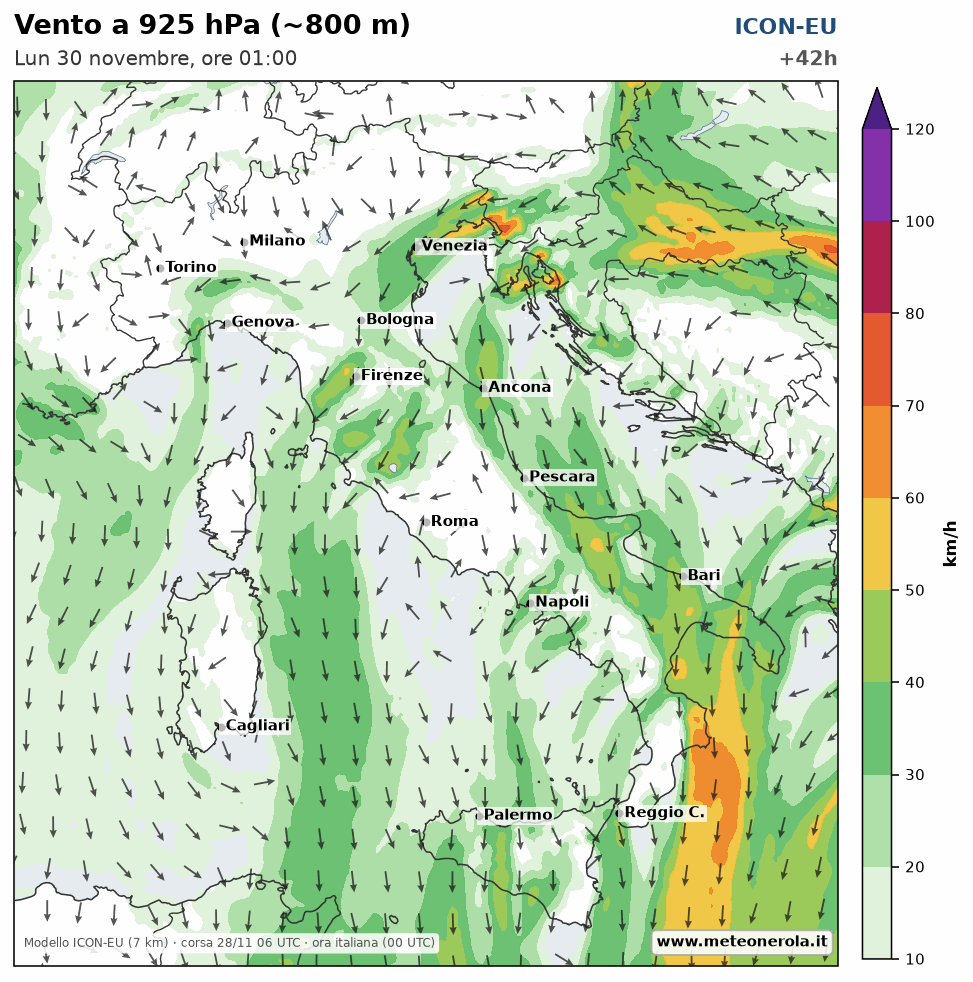 Vento a 925 hPa (~800 m)
ICON-EU
Lun 30 novembre, ore 01:00
+42h
120
100
80
70
60
50
40
30
20
10
km/h
Milano
Venezia
Torino
Bologna
Genova
Firenze
Ancona
Pescara
Roma
Bari
Napoli
Cagliari
Palermo
Reggio C.
Modello ICON-EU (7 km) · corsa 28/11 06 UTC · ora italiana (00 UTC)
www.meteonerola.it